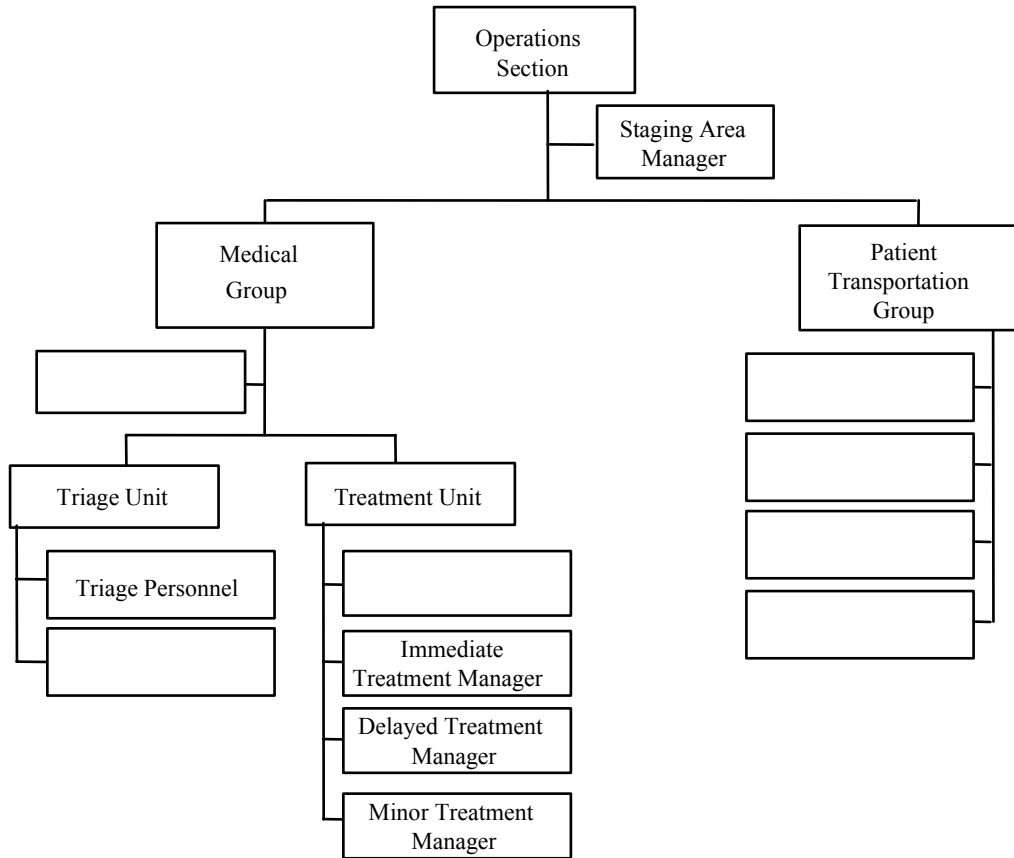 Operations
Section
Staging Area
Manager
Medical
Group
Patient
Transportation
Group
Triage Unit
Treatment Unit
Triage Personnel
Immediate
Treatment Manager
Delayed Treatment
Manager
Minor Treatment
Manager